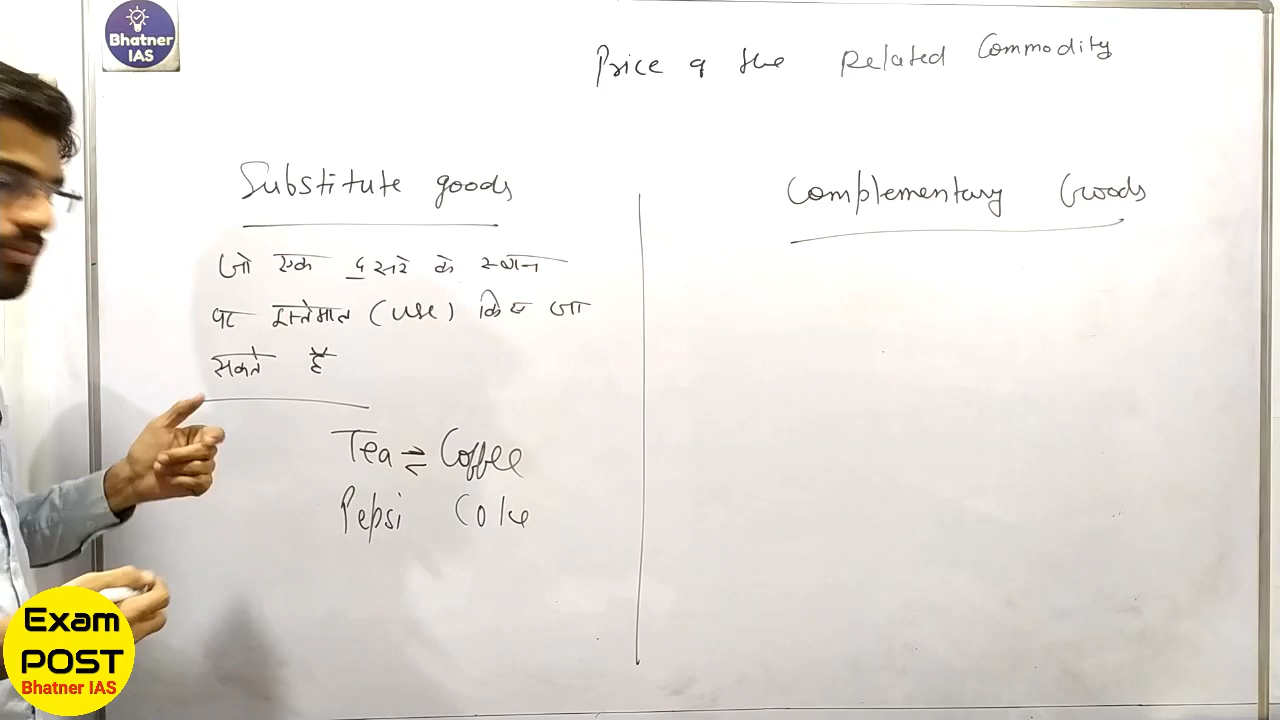 Bhatner
IAS
Price of the Related Commodity
Substitute goods
जो एक दुसरे के स्थान
पर इस्तेमाल (use) किए जा
सकते हैं
Tea ⇌ Coffee
Pepsi Coke
Complementary Goods
Exam
POST
Bhatner IAS